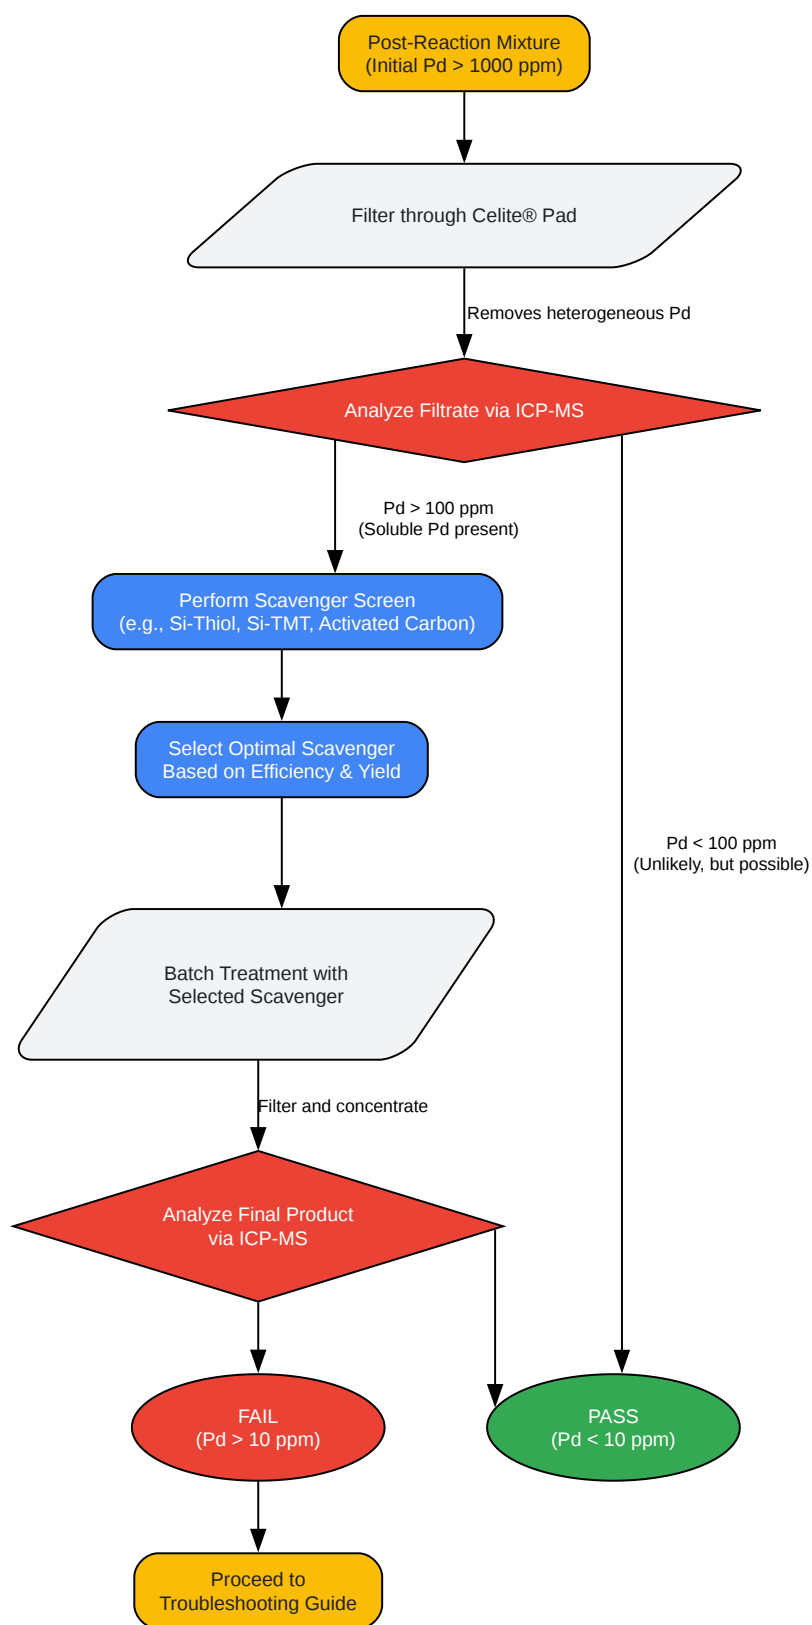 Post-Reaction Mixture
(Initial Pd > 1000 ppm)
Filter through Celite® Pad
Removes heterogeneous Pd
Analyze Filtrate via ICP-MS
Pd > 100 ppm
(Soluble Pd present)
Perform Scavenger Screen
(e.g., Si-Thiol, Si-TMT, Activated Carbon)
Select Optimal Scavenger
Based on Efficiency & Yield
Pd < 100 ppm
(Unlikely, but possible)
Batch Treatment with
Selected Scavenger
Filter and concentrate
Analyze Final Product
via ICP-MS
FAIL
(Pd > 10 ppm)
PASS
(Pd < 10 ppm)
Proceed to
Troubleshooting Guide